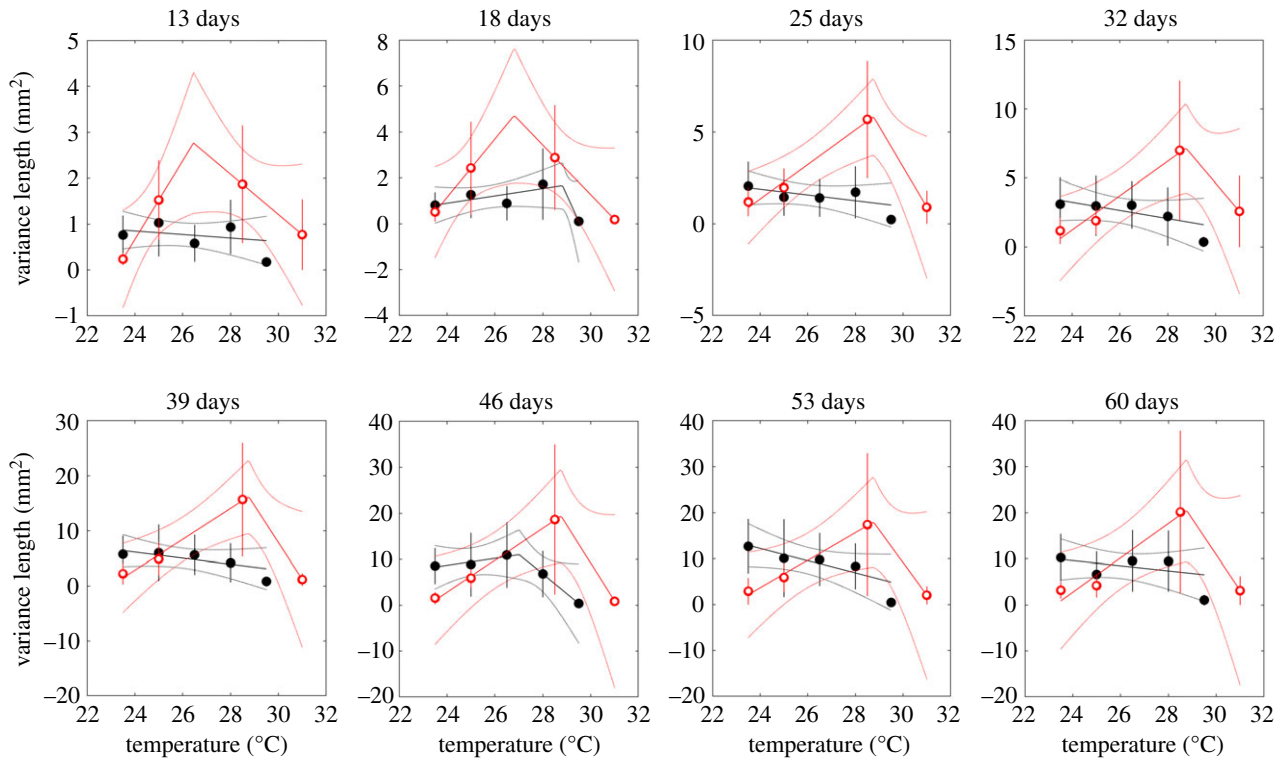 13 days 18 days 25 days 32 days
variance length (mm²)
5 8 10 15
4 6
3 10
4 5
2 2 5
1
0 0 0
0 –2
–1 –4 –5 –5
22 24 26 28 30 32 22 24 26 28 30 32 22 24 26 28 30 32 22 24 26 28 30 32
39 days 46 days 53 days 60 days
variance length (mm²)
30 40 40 40
20 30 30 30
10 20 20 20
10 10 10
0 0 0 0
–10 –10 –10 –10
–20 –20 –20 –20
22 24 26 28 30 32 22 24 26 28 30 32 22 24 26 28 30 32 22 24 26 28 30 32
temperature (°C) temperature (°C) temperature (°C) temperature (°C)